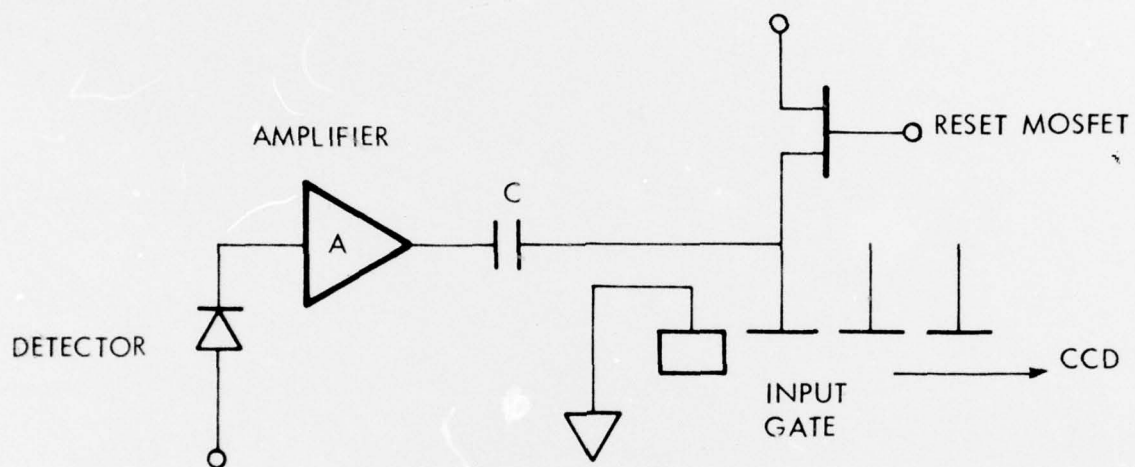 AMPLIFIER
RESET MOSFET
C
A
DETECTOR
INPUT
GATE
CCD